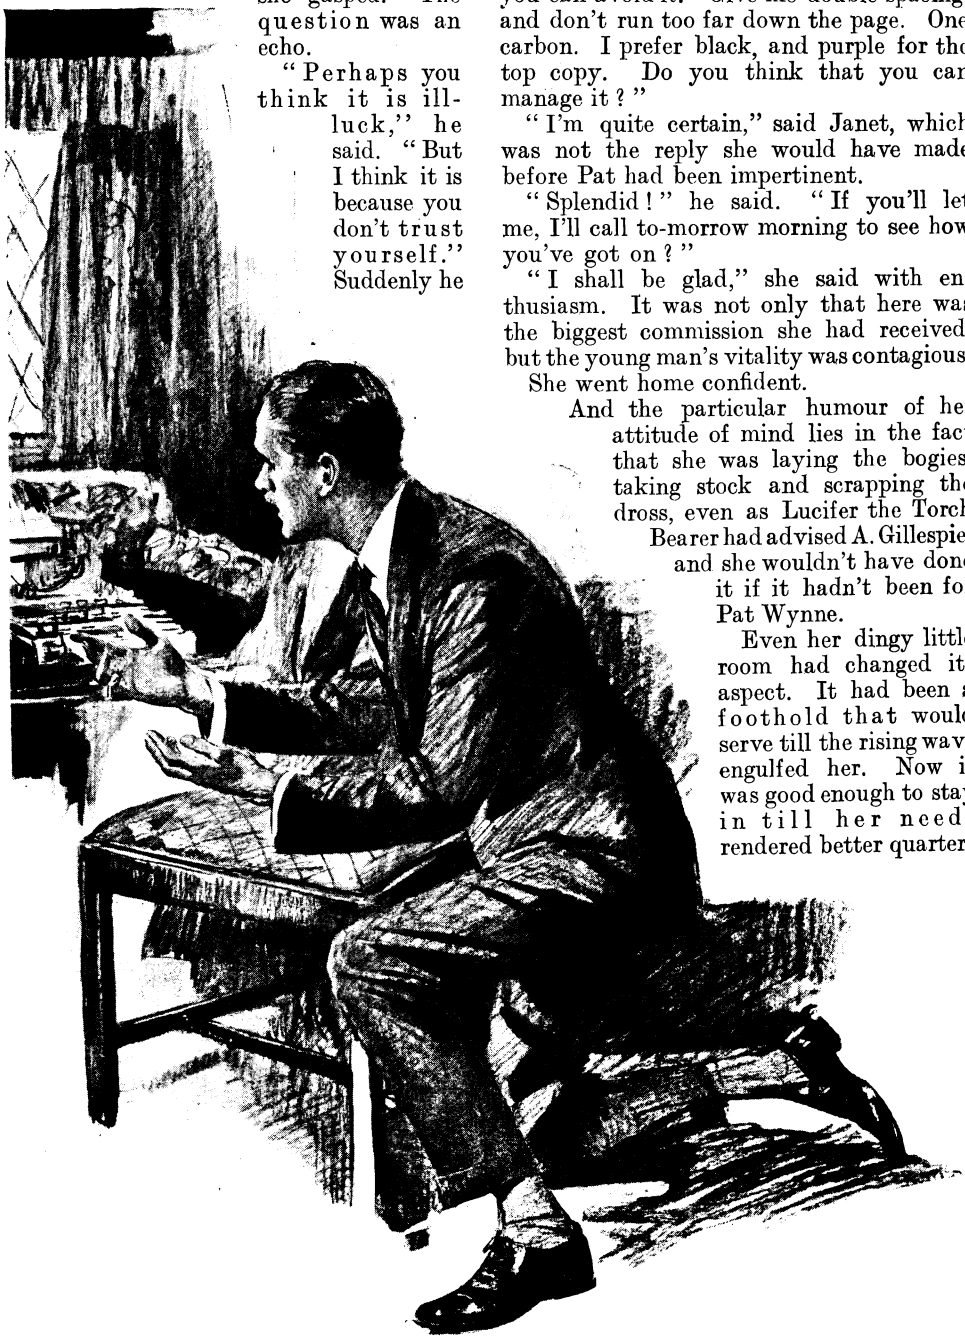 question was an
echo.
“ Perhaps you
think it is ill-
luck,” he
said. “ But
I think it is
because you
don’t trust
yourself.”
Suddenly he
and don’t run too far down the page. One
carbon. I prefer black, and purple for the
top copy. Do you think that you can
manage it ? ”
“ I’m quite certain,” said Janet, which
was not the reply she would have made
before Pat had been impertinent.
“ Splendid ! ” he said. “ If you’ll let
me, I’ll call to-morrow morning to see how
you’ve got on ? ”
“ I shall be glad,” she said with en
thusiasm. It was not only that here was
the biggest commission she had received
but the young man’s vitality was contagious
She went home confident.
And the particular humour of he
attitude of mind lies in the fac
that she was laying the bogies
taking stock and scrapping the
dross, even as Lucifer the Torch
Bearer had advised A. Gillespie
and she wouldn’t have done
it if it hadn’t been fo
Pat Wynne.
Even her dingy little
room had changed it
aspect. It had been a
foothold that would
serve till the rising wav
engulfed her. Now i
was good enough to stay
in till her need
rendered better quarter